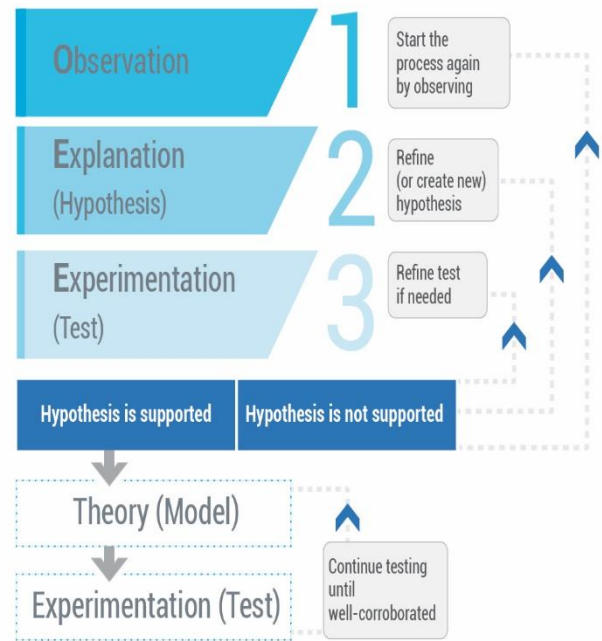 Observation
1
Start the
process again
by observing
Explanation
(Hypothesis)
2
Refine
(or create new)
hypothesis
Experimentation
(Test)
3
Refine test
if needed
Hypothesis is supported
Hypothesis is not supported
Theory (Model)
Experimentation (Test)
Continue testing
until
well-corroborated